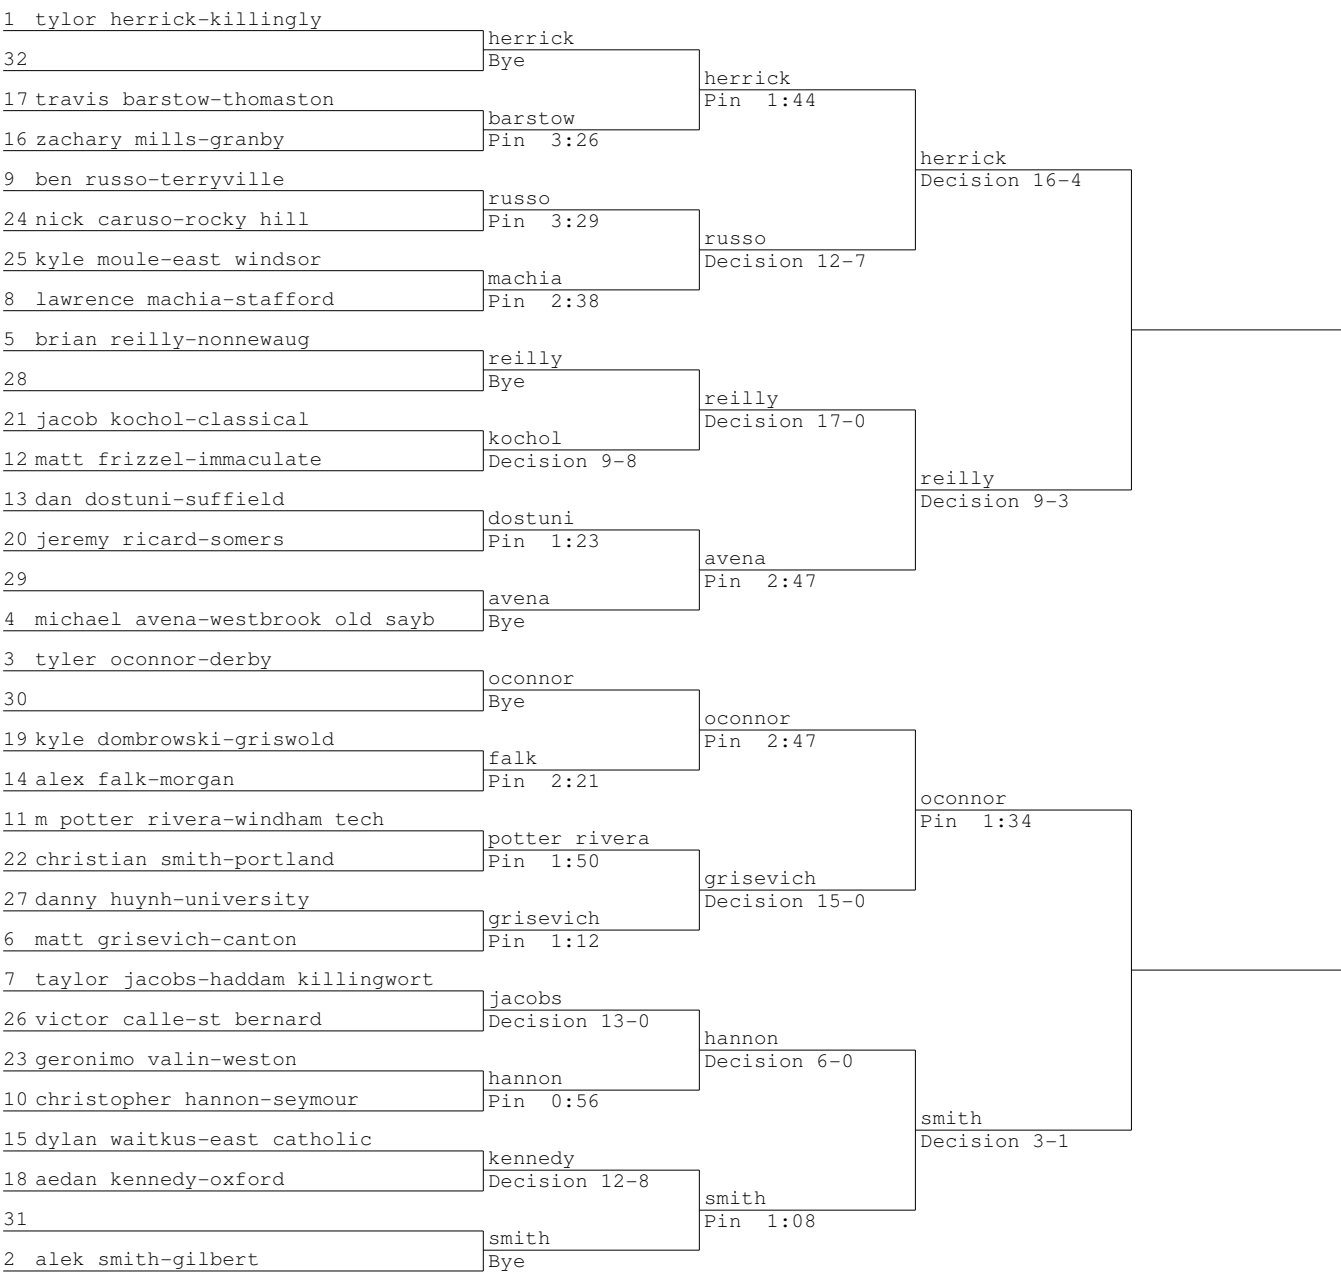 1 tylor herrick-killingly
herrick
32
Bye
herrick
17 travis barstow-thomaston
Pin 1:44
barstow
16 zachary mills-granby
Pin 3:26
herrick
9 ben russo-terryville
Decision 16-4
russo
24 nick caruso-rocky hill
Pin 3:29
russo
25 kyle moule-east windsor
Decision 12-7
machia
8 lawrence machia-stafford
Pin 2:38
5 brian reilly-nonnewaug
reilly
28
Bye
reilly
21 jacob kochol-classical
Decision 17-0
kochol
12 matt frizzel-immaculate
Decision 9-8
reilly
13 dan dostuni-suffield
Decision 9-3
dostuni
20 jeremy ricard-somers
Pin 1:23
avena
29
Pin 2:47
avena
4 michael avena-westbrook old sayb
Bye
3 tyler oconnor-derby
oconnor
30
Bye
oconnor
19 kyle dombrowski-griswold
Pin 2:47
falk
14 alex falk-morgan
Pin 2:21
oconnor
11 m potter rivera-windham tech
Pin 1:34
potter rivera
22 christian smith-portland
Pin 1:50
grisevich
27 danny huynh-university
Decision 15-0
grisevich
6 matt grisevich-canton
Pin 1:12
7 taylor jacobs-haddam killingwort
jacobs
26 victor calle-st bernard
Decision 13-0
hannon
23 geronimo valin-weston
Decision 6-0
hannon
10 christopher hannon-seymour
Pin 0:56
smith
15 dylan waitkus-east catholic
Decision 3-1
kennedy
18 aedan kennedy-oxford
Decision 12-8
smith
31
Pin 1:08
smith
2 alek smith-gilbert
Bye